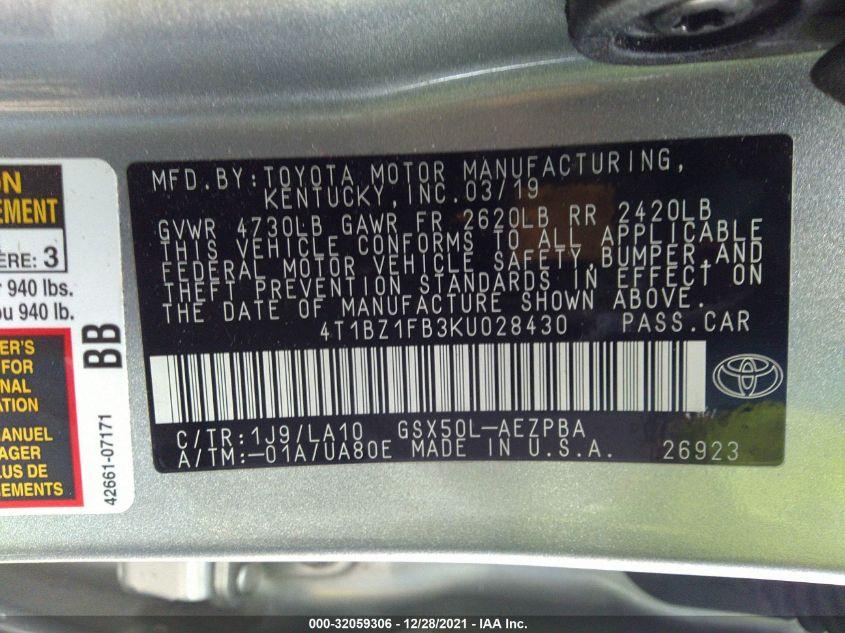 ON
EMENT
ERE: 3
940 lbs.
ou 940 lb.
BB
ER'S
FOR
NAL
ATION
ANUEL
AGER
LUS DE
EMENTS
42661-07171
MFD.BY:TOYOTA MOTOR MANUFACTURING,
KENTUCKY,INC.03/19
GVWR 4730LB GAWR FR 2620LB RR 2420LB
THIS VEHICLE CONFORMS TO ALL APPLICABLE
FEDERAL MOTOR VEHICLE SAFETY,BUMPER,AND
THEFT PREVENTION STANDARDS IN EFFECT ON
THE DATE OF MANUFACTURE SHOWN ABOVE.
4T1BZ1FB3KU028430 PASS.CAR
C/TR:1J9/LA10 GSX50L-AEZPBA
A/TM:-01A/UA80E MADE IN U.S.A. 26923
000-32059306 - 12/28/2021 - IAA Inc.